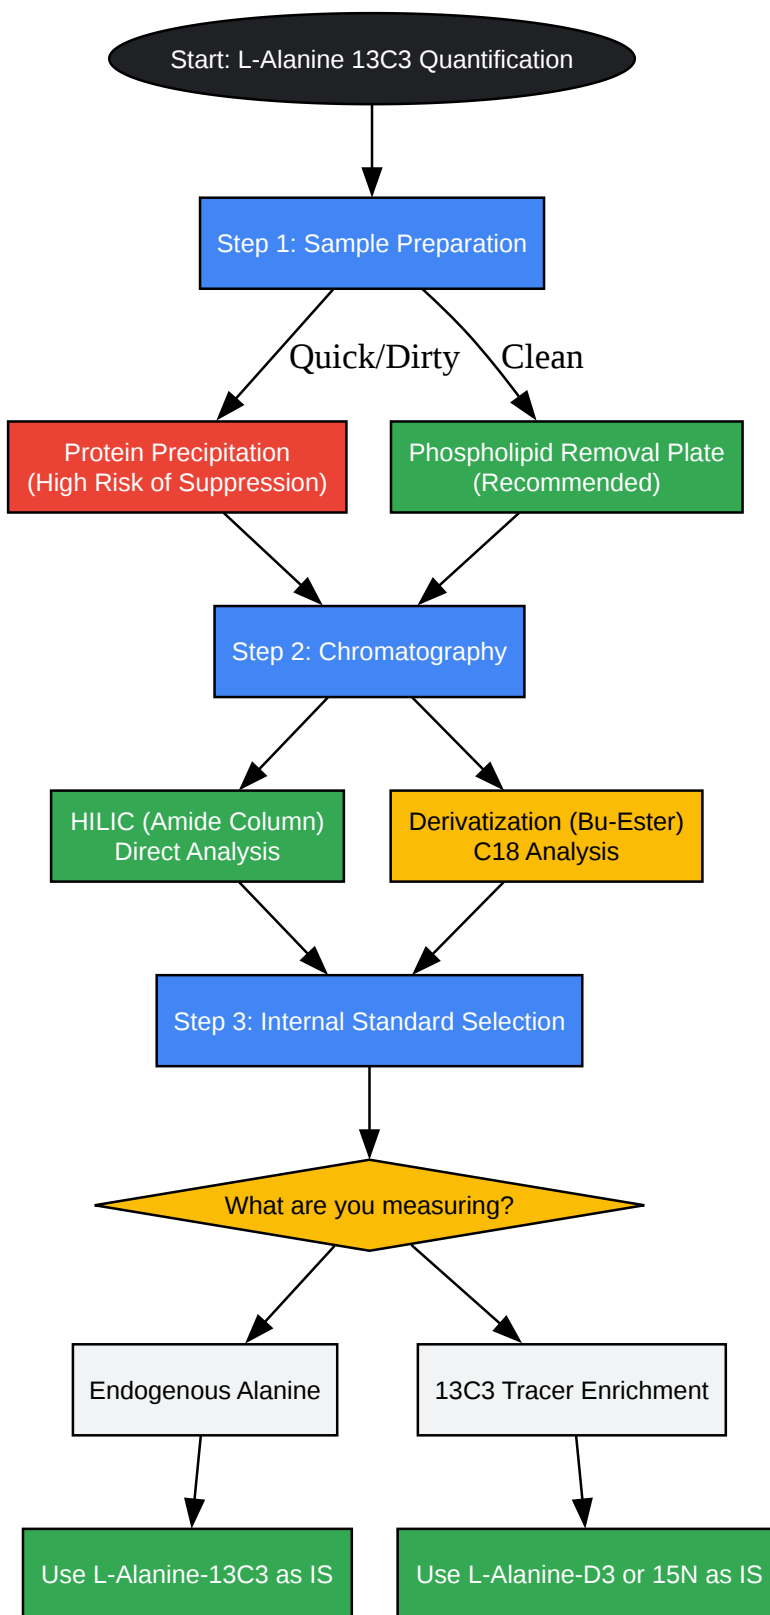 Start: L-Alanine 13C3 Quantification
Step 1: Sample Preparation
Quick/Dirty
Clean
Protein Precipitation
(High Risk of Suppression)
Phospholipid Removal Plate
(Recommended)
Step 2: Chromatography
HILIC (Amide Column)
Direct Analysis
Derivatization (Bu-Ester)
C18 Analysis
Step 3: Internal Standard Selection
What are you measuring?
Endogenous Alanine
13C3 Tracer Enrichment
Use L-Alanine-13C3 as IS
Use L-Alanine-D3 or 15N as IS